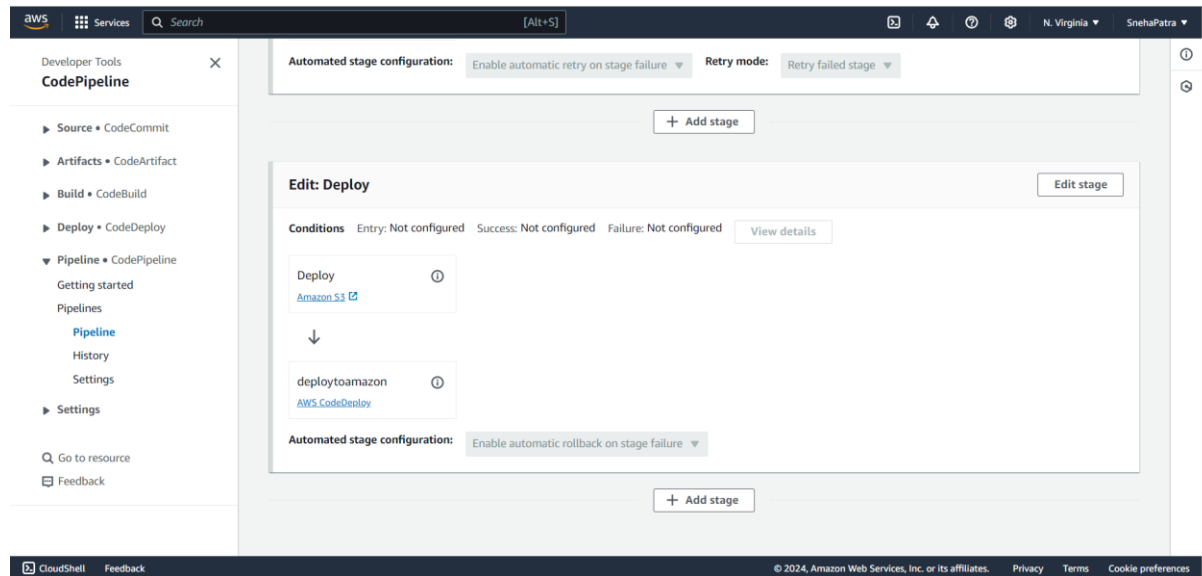 aws Services Search [Alt+S] N. Virginia SnehaPatra
Developer Tools
CodePipeline
Source • CodeCommit
Artifacts • CodeArtifact
Build • CodeBuild
Deploy • CodeDeploy
Pipeline • CodePipeline
Getting started
Pipelines
Pipeline
History
Settings
Settings
Go to resource
Feedback
Automated stage configuration: Enable automatic retry on stage failure Retry mode: Retry failed stage
+ Add stage
Edit: Deploy Edit stage
Conditions Entry: Not configured Success: Not configured Failure: Not configured View details
Deploy
Amazon S3
deploytoamazon
AWS CodeDeploy
Automated stage configuration: Enable automatic rollback on stage failure
+ Add stage
CloudShell Feedback © 2024, Amazon Web Services, Inc. or its affiliates. Privacy Terms Cookie preferences